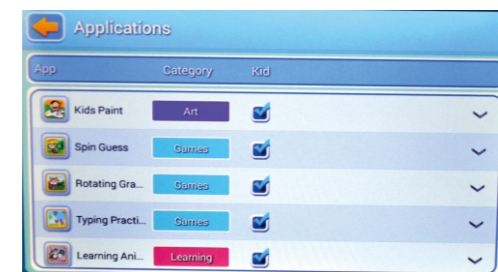 Applications
App Category Kid
Kids Paint Art
Spin Guess Games
Rotating Gra... Games
Typing Practi... Games
Learning Ani... Learning